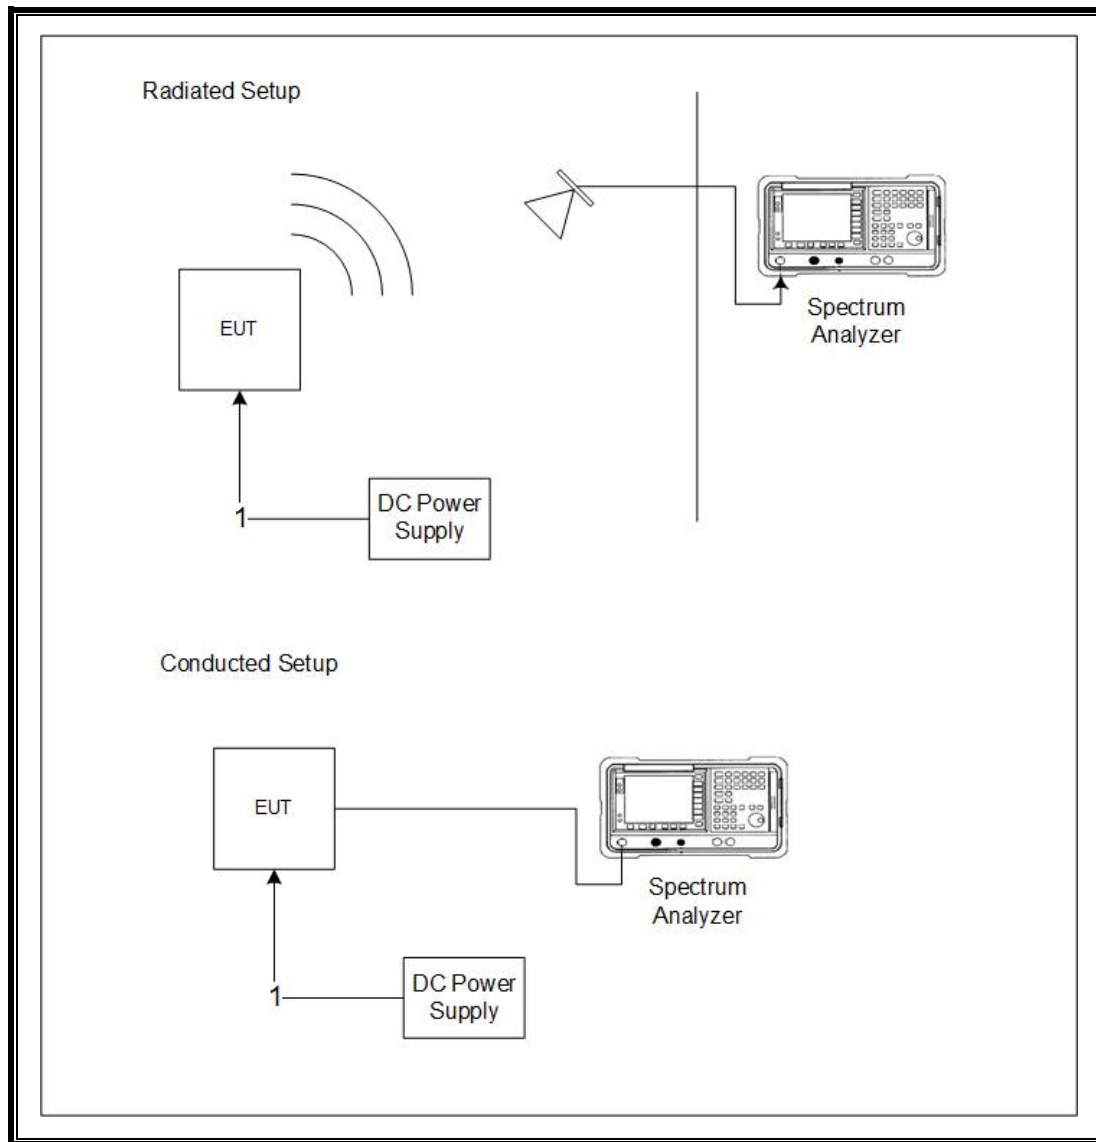 Radiated Setup
EUT
Spectrum
Analyzer
DC Power
Supply
1
Conducted Setup
EUT
Spectrum
Analyzer
DC Power
Supply
1